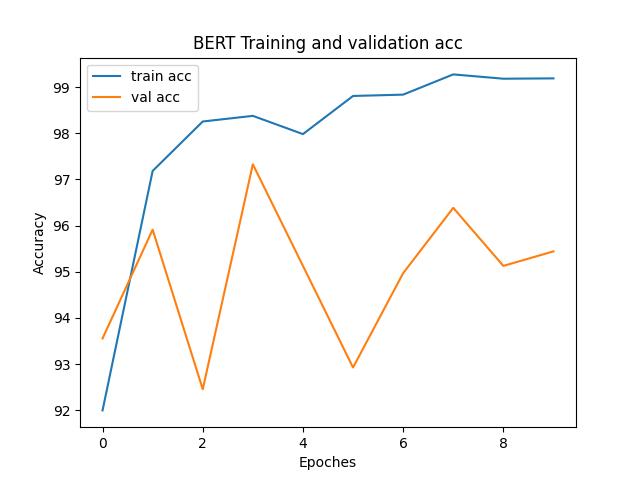 BERT Training and validation acc
train acc
val acc
99
98
97
96
95
94
93
92
Accuracy
0
2
4
6
8
Epoches